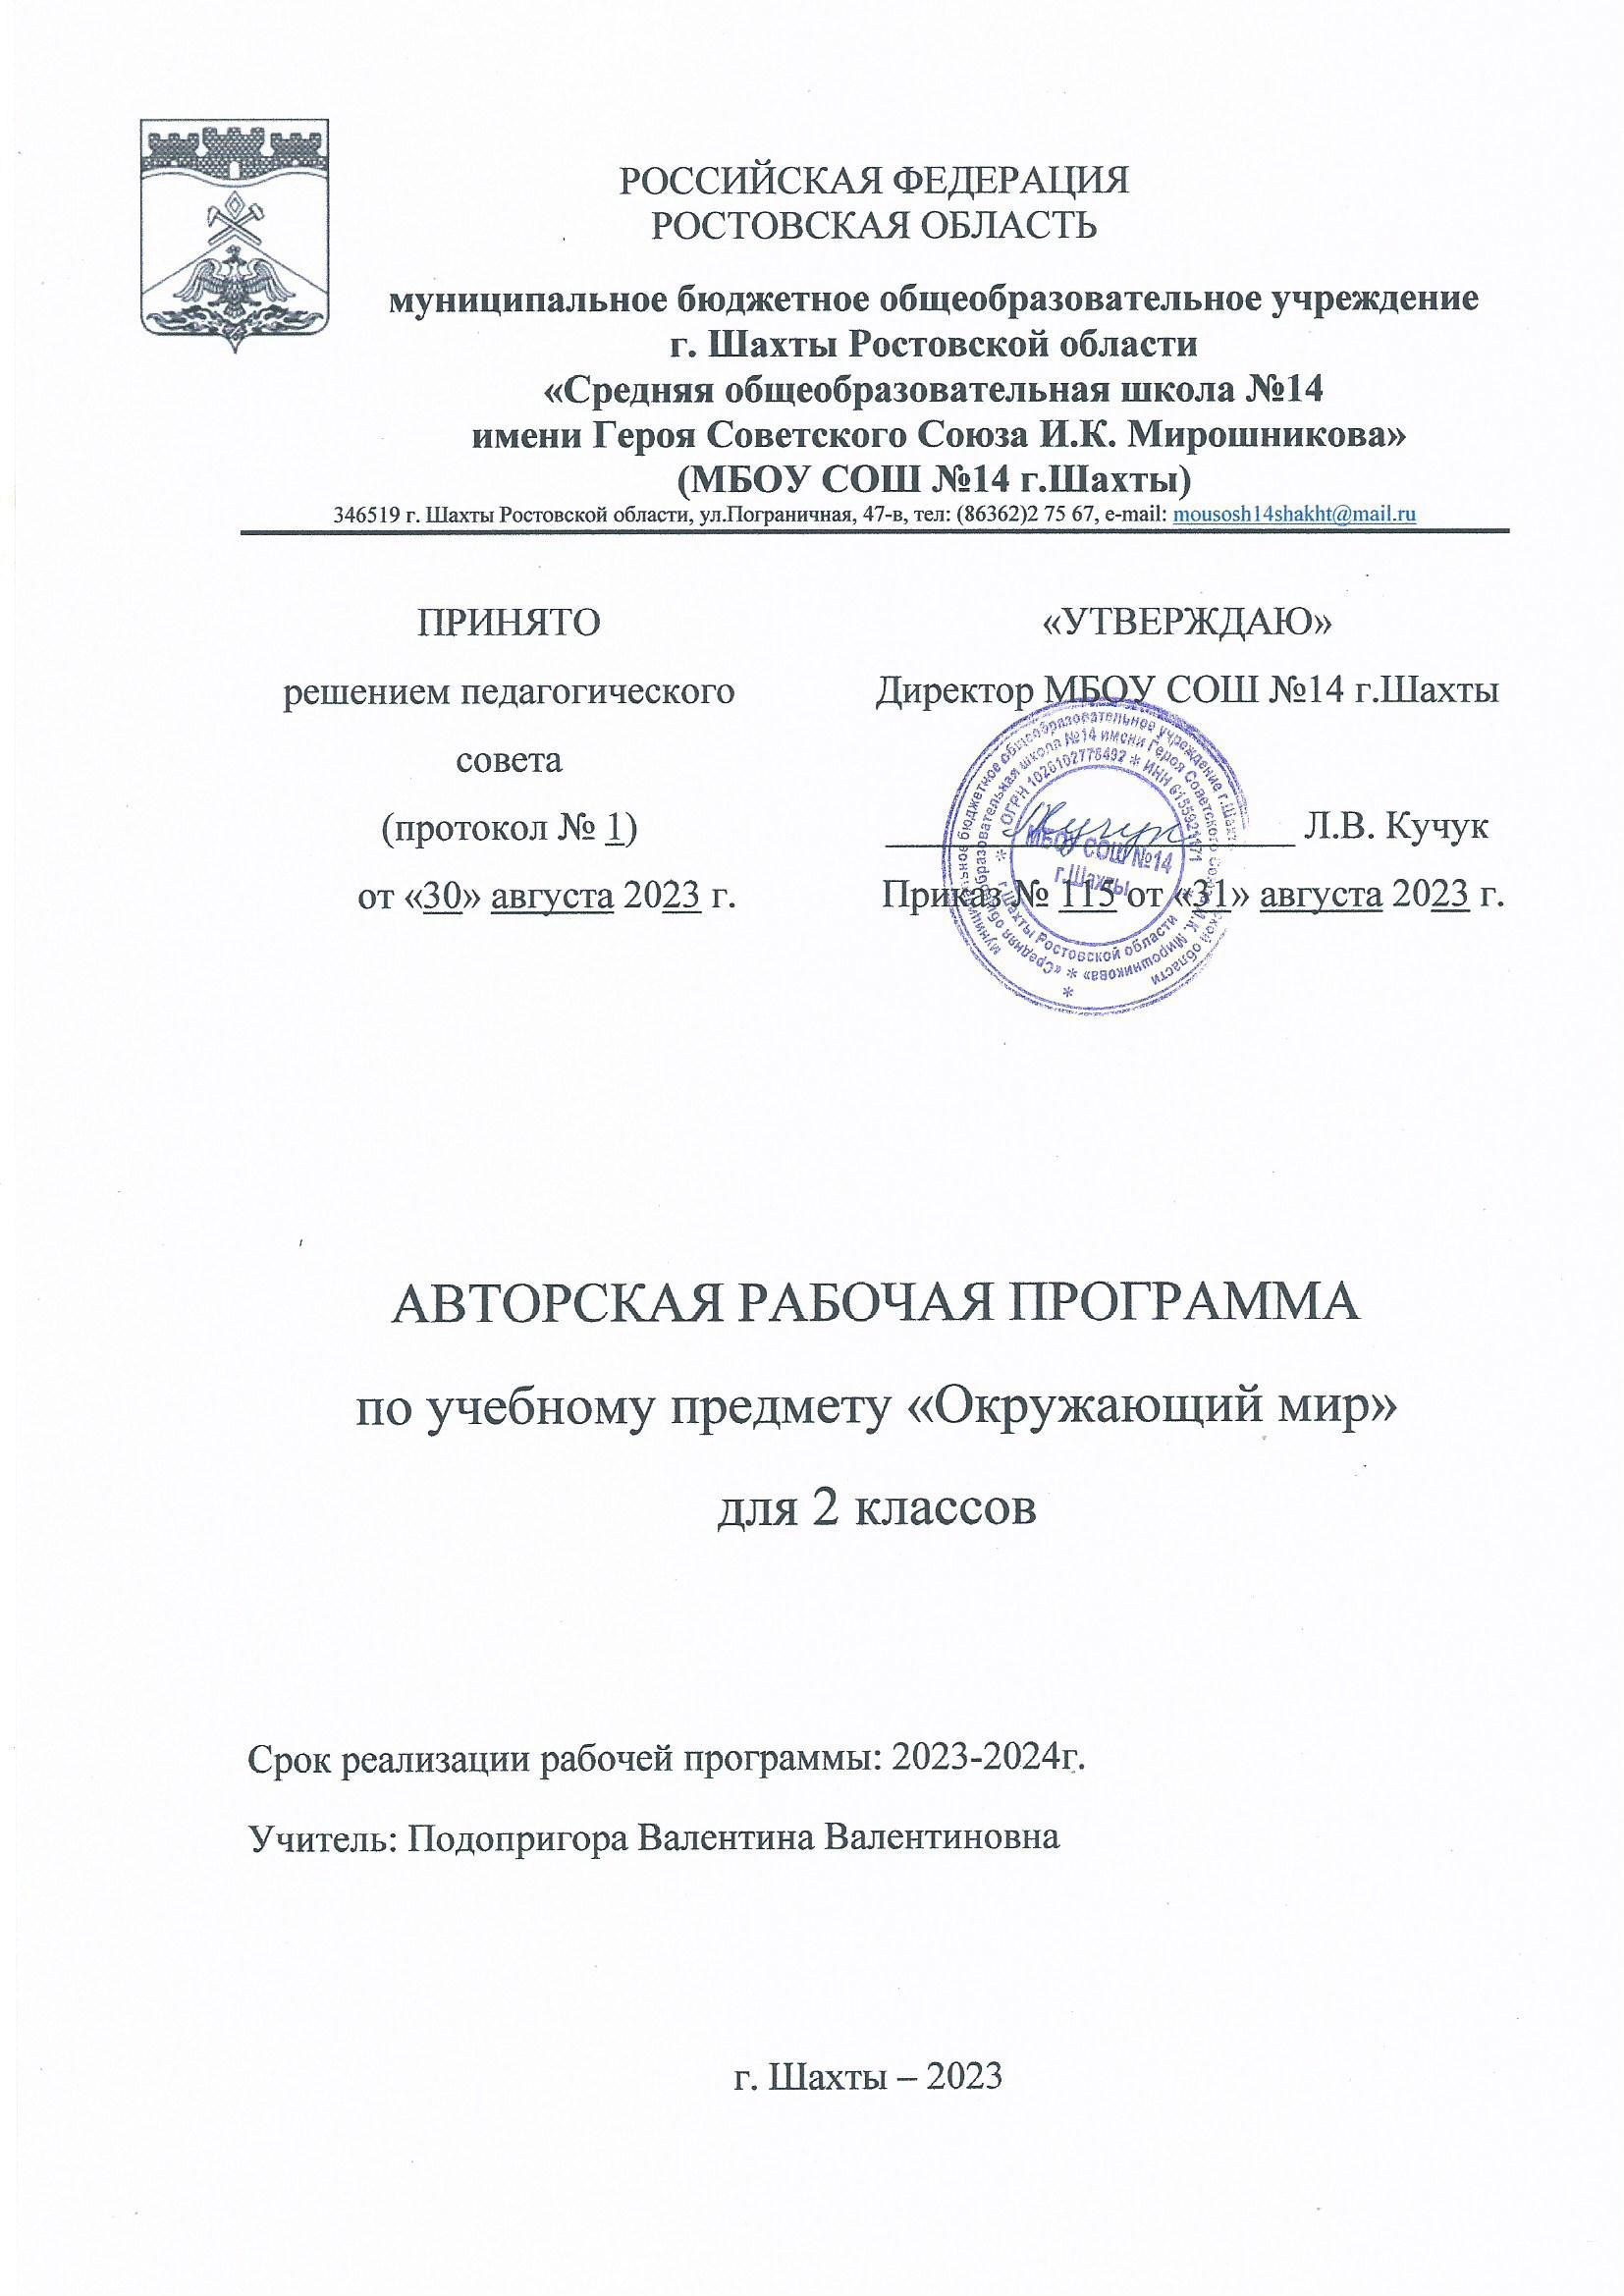 РОССИЙСКАЯ ФЕДЕРАЦИЯ
РОСТОВСКАЯ ОБЛАСТЬ
муниципальное бюджетное общеобразовательное учреждение
г. Шахты Ростовской области
«Средняя общеобразовательная школа №14
имени Героя Советского Союза И.К. Мирошникова»
(МБОУ СОШ №14 г.Шахты)
346519 г. Шахты Ростовской области, ул.Пограничная, 47-в, тел: (86362)2 75 67, e-mail: mousosh14shakht@mail.ru
ПРИНЯТО
решением педагогического
совета
(протокол № 1)
от «30» августа 2023 г.
«УТВЕРЖДАЮ»
Директор МБОУ СОШ №14 г.Шахты
Л.В. Кучук
Приказ № 115 от «31» августа 2023 г.
МБОУ СОШ №14
г.Шахты
АВТОРСКАЯ РАБОЧАЯ ПРОГРАММА
по учебному предмету «Окружающий мир»
для 2 классов
Срок реализации рабочей программы: 2023-2024г.
Учитель: Подопригора Валентина Валентиновна
г. Шахты – 2023